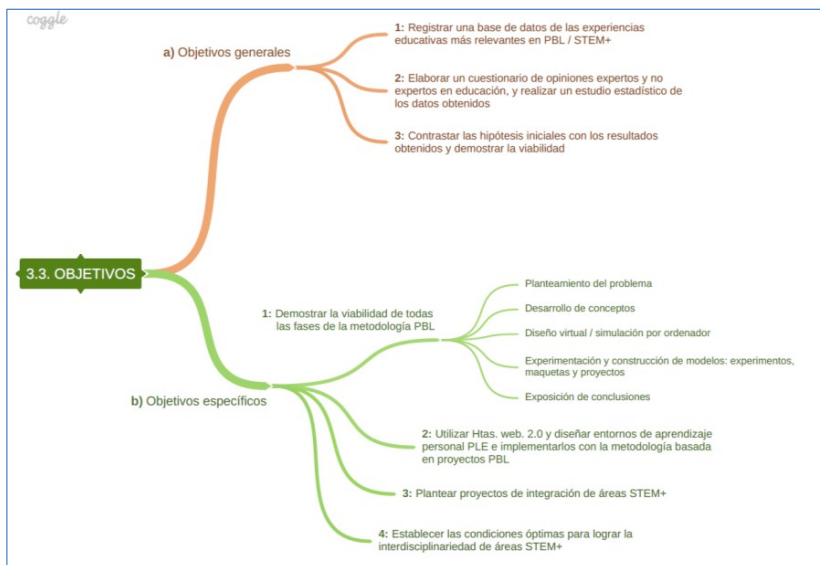 coggle
a) Objetivos generales
1: Registrar una base de datos de las experiencias
educativas más relevantes en PBL / STEM+
2: Elaborar un cuestionario de opiniones expertos y no
expertos en educación, y realizar un estudio estadístico de
los datos obtenidos
3: Contrastar las hipótesis iniciales con los resultados
obtenidos y demostrar la viabilidad
3.3. OBJETIVOS
b) Objetivos específicos
1: Demostrar la viabilidad de todas
las fases de la metodología PBL
Planteamiento del problema
Desarrollo de conceptos
Diseño virtual / simulación por ordenador
Experimentación y construcción de modelos: experimentos,
maquetas y proyectos
Exposición de conclusiones
2: Utilizar Htas. web. 2.0 y diseñar entornos de aprendizaje
personal PLE e implementarlos con la metodología basada
en proyectos PBL
3: Plantear proyectos de integración de áreas STEM+
4: Establecer las condiciones óptimas para lograr la
interdisciplinariedad de áreas STEM+